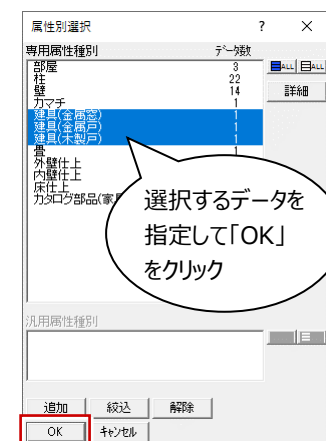 属性別選択 ? ×
専用属性種別 データ数
部屋 3
柱 22
壁 14
カマチ 1
建具(金属窓) 1
建具(金属戸) 1
建具(木製戸) 1
畳 1
外壁仕上
内壁仕上
床仕上
カタログ部品(家
ALL ALL
詳細
選択するデータを
指定して「OK」
をクリック
汎用属性種別
追加 絞込 解除
OK キャンセル